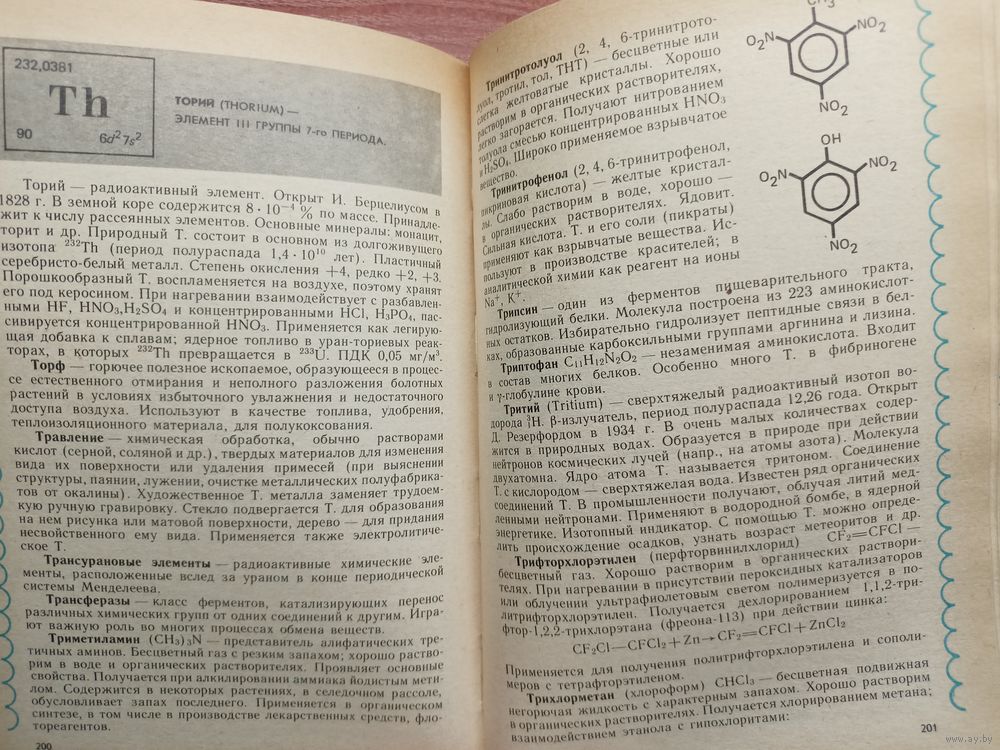 232,0381
Th
90
6d²7s²
ТОРИЙ (THORIUM) —
ЭЛЕМЕНТ III ГРУППЫ 7-го ПЕРИОДА.
Торий — радиоактивный элемент. Открыт И. Берцелиусом в
1828 г. В земной коре содержится 8·10⁻⁴ % по массе. Принадле-
жит к числу рассеянных элементов. Основные минералы: монацит,
торит и др. Природный Т. состоит в основном из долгоживущего
изотопа ²³²Th (период полураспада 1,4·10¹⁰ лет). Пластичный
серебристо-белый металл. Степень окисления +4, редко +2, +3.
Порошкообразный Т. воспламеняется на воздухе, поэтому хранят
его под керосином. При нагревании взаимодействует с разбавлен-
ными HF, HNO₃,H₂SO₄ и концентрированными HCl, H₃PO₄, пас-
сивируется концентрированной HNO₃. Применяется как легирую-
щая добавка к сплавам; ядерное топливо в уран-ториевых реак-
торах, в которых ²³²Th превращается в ²³³U. ПДК 0,05 мг/м³.
Торф — горючее полезное ископаемое, образующееся в процес-
се естественного отмирания и неполного разложения болотных
растений в условиях избыточного увлажнения и недостаточного
доступа воздуха. Используют в качестве топлива, удобрения,
теплоизоляционного материала, для полукоксования.
Травление — химическая обработка, обычно растворами
кислот (серной, соляной и др.), твердых материалов для изменения
вида их поверхности или удаления примесей (при выяснении
структуры, паянии, лужении, очистке металлических полуфабрика-
тов от окалины). Художественное Т. металла заменяет трудоем-
кую ручную гравировку. Стекло подвергается Т. для образования
на нем рисунка или матовой поверхности, дерево — для придания
несвойственного ему вида. Применяется также электролитиче-
ское Т.
Трансурановые элементы — радиоактивные химические эле-
менты, расположенные вслед за ураном в конце периодической
системы Менделеева.
Трансферазы — класс ферментов, катализирующих перенос
различных химических групп от одних соединений к другим. Игра-
ют важную роль во многих процессах обмена веществ.
Триметиламин (CH₃)₃N — представитель алифатических тре-
тичных аминов. Бесцветный газ с резким запахом; хорошо раство-
рим в воде и органических растворителях. Проявляет основные
свойства. Получается при алкилировании аммиака йодистым мети-
лом. Содержится в некоторых растениях, в селедочном рассоле,
обусловливает запах последнего. Применяется в органическом
синтезе, в том числе в производстве лекарственных средств, фло-
тореагентов.
200
Тринитротолуол (2, 4, 6-тринитрото-
луол, тротил, тол, ТНТ) — бесцветные или
слегка желтоватые кристаллы. Хорошо
растворим в органических растворителях,
легко загорается. Получают нитрованием
толуола смесью концентрированных HNO₃
и H₂SO₄. Широко применяемое взрывчатое
вещество.
CH₃
O₂N
NO₂
NO₂
Тринитрофенол (2, 4, 6-тринитрофенол,
пикриновая кислота) — желтые кристал-
лы. Слабо растворим в воде, хорошо —
в органических растворителях. Ядовит.
Сильная кислота. Т. и его соли (пикраты)
применяют как взрывчатые вещества. Ис-
пользуют в производстве красителей; в
аналитической химии как реагент на ионы
Na⁺, K⁺.
OH
O₂N
NO₂
NO₂
Трипсин — один из ферментов пищеварительного тракта,
гидролизующий белки. Молекула построена из 223 аминокислот-
ных остатков. Избирательно гидролизует пептидные связи в бел-
ках, образованные карбоксильными группами аргинина и лизина.
Триптофан C₁₁H₁₂N₂O₂ — незаменимая аминокислота. Входит
в состав многих белков. Особенно много Т. в фибриногене
и γ-глобулине крови.
Тритий (Tritium) — сверхтяжелый радиоактивный изотоп во-
дорода ³₁H. β-излучатель, период полураспада 12,26 года. Открыт
Д. Резерфордом в 1934 г. В очень малых количествах содер-
жится в природных водах. Образуется в природе при действии
нейтронов космических лучей (напр., на атомы азота). Молекула
двухатомна. Ядро атома Т. называется тритоном. Соединение
Т. с кислородом — сверхтяжелая вода. Известен ряд органических
соединений Т. В промышленности получают, облучая литий мед-
ленными нейтронами. Применяют в водородной бомбе, в ядерной
энергетике. Изотопный индикатор. С помощью Т. можно опреде-
лить происхождение осадков, узнать возраст метеоритов и др.
Трифторхлорэтилен (перфторвинилхлорид) CF₂=CFCl —
бесцветный газ. Хорошо растворим в органических раствори-
телях. При нагревании в присутствии пероксидных катализаторов
или облучении ультрафиолетовым светом полимеризуется в по-
литрифторхлорэтилен. Получается дехлорированием 1,1,2-три-
фтор-1,2,2-трихлорэтана (фреона-113) при действии цинка:
CF₂Cl—CFCl₂+Zn→CF₂=CFCl+ZnCl₂
Применяется для получения политрифторхлорэтилена и сополи-
меров с тетрафторэтиленом.
Трихлорметан (хлороформ) CHCl₃ — бесцветная подвижная
негорючая жидкость с характерным запахом. Хорошо растворим
в органических растворителях. Получается хлорированием метана;
взаимодействием этанола с гипохлоритами:
201
www.ay.by